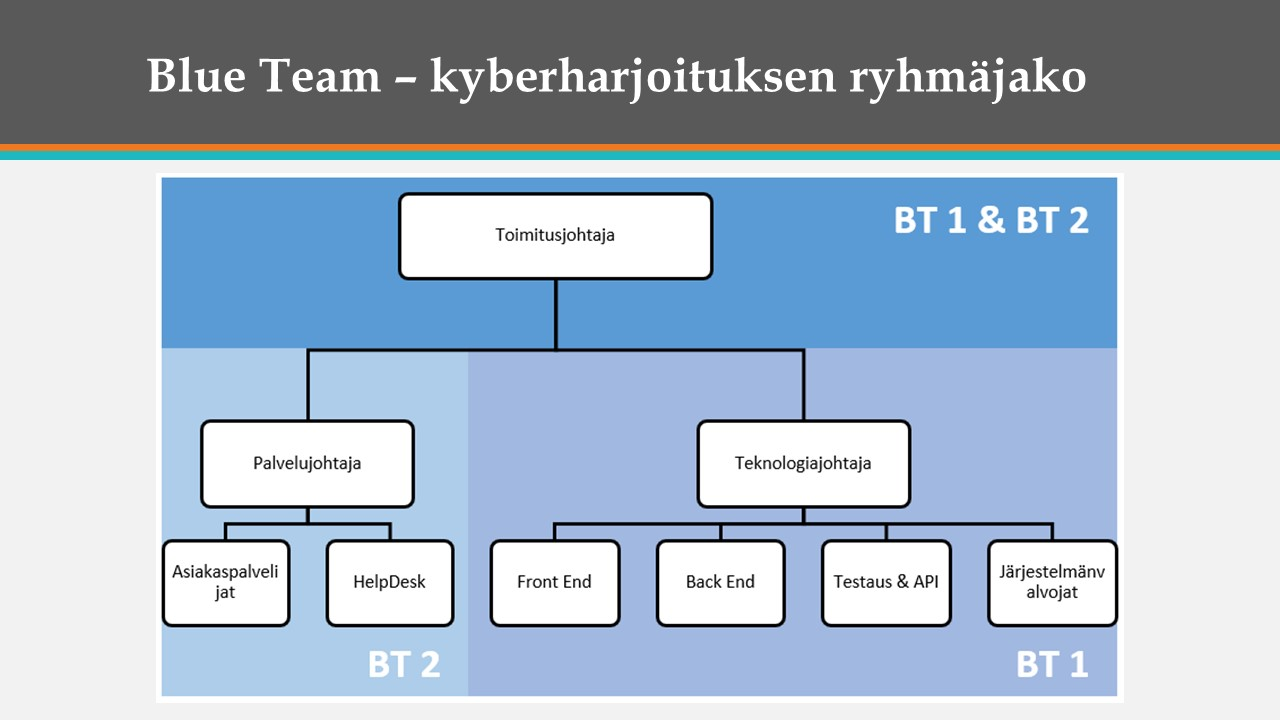 Blue Team – kyberharjoituksen ryhmäjako
BT 1 & BT 2
Toimitusjohtaja
Palvelujohtaja
Teknologiajohtaja
Asiakaspalveli
jat
HelpDesk
Front End
Back End
Testaus & API
Järjestelmänv
alvojat
BT 2
BT 1